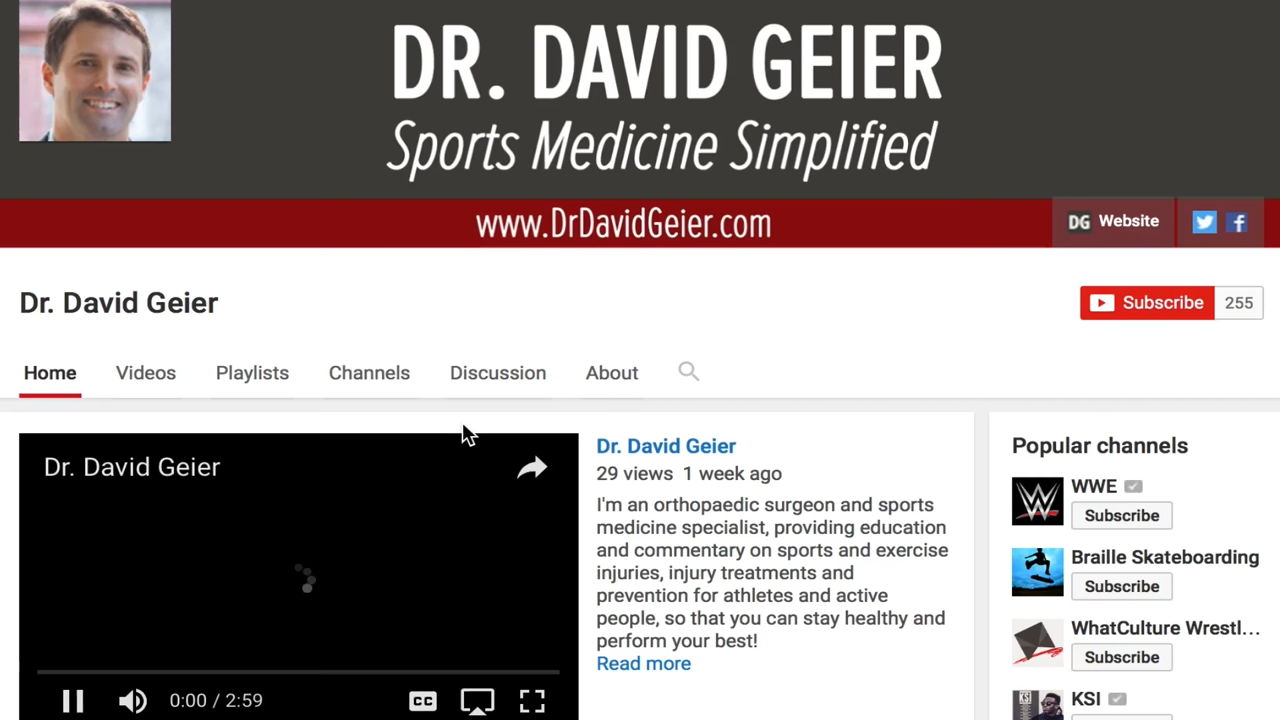 DR. DAVID GEIER
Sports Medicine Simplified
www.DrDavidGeier.com
DG Website
Dr. David Geier
Subscribe 255
Home Videos Playlists Channels Discussion About
Dr. David Geier
0:00 / 2:59
CC
Dr. David Geier
29 views 1 week ago
I'm an orthopaedic surgeon and sports
medicine specialist, providing education
and commentary on sports and exercise
injuries, injury treatments and
prevention for athletes and active
people, so that you can stay healthy and
perform your best!
Read more
Popular channels
WWE
Subscribe
Braille Skateboarding
Subscribe
WhatCulture Wrestl...
Subscribe
KSI